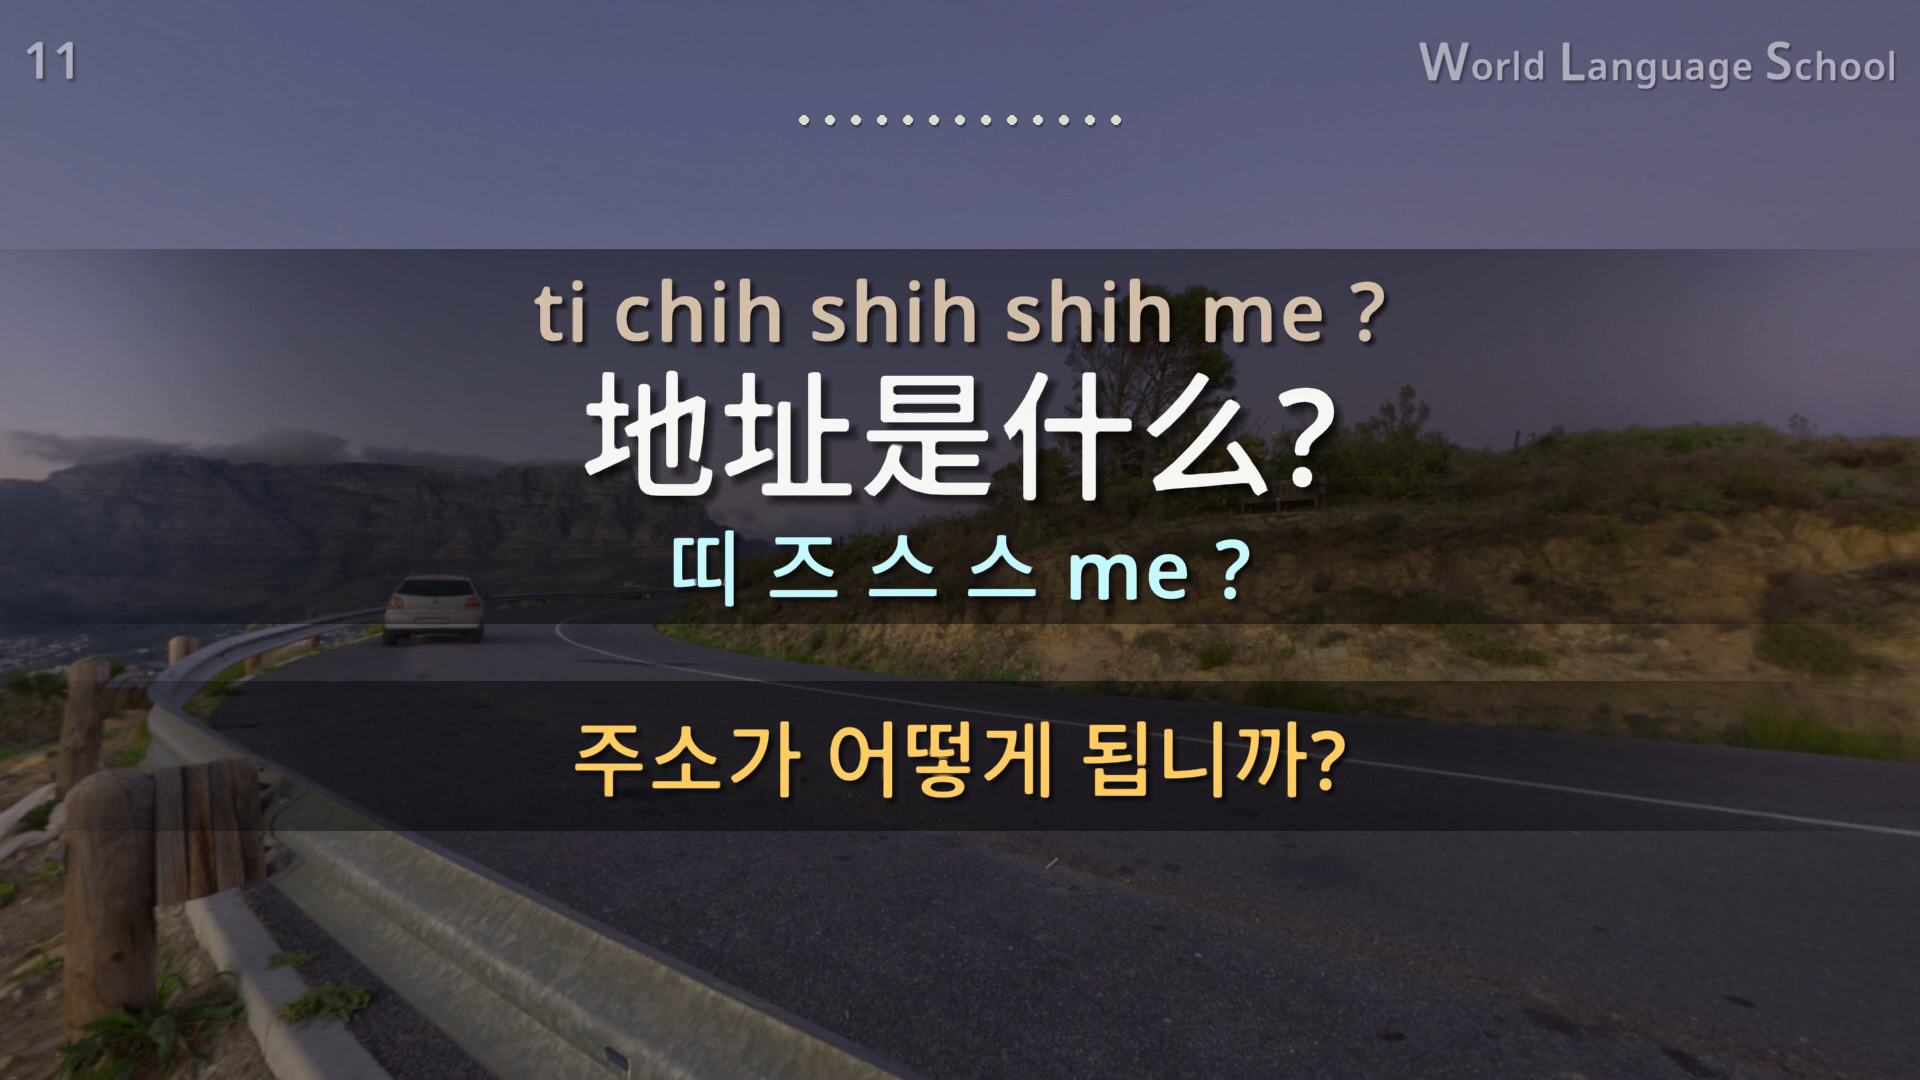 11
World Language School
ti chih shih shih me ?
地址是什么?
띠 즈 스 스 me ?
주소가 어떻게 됩니까?